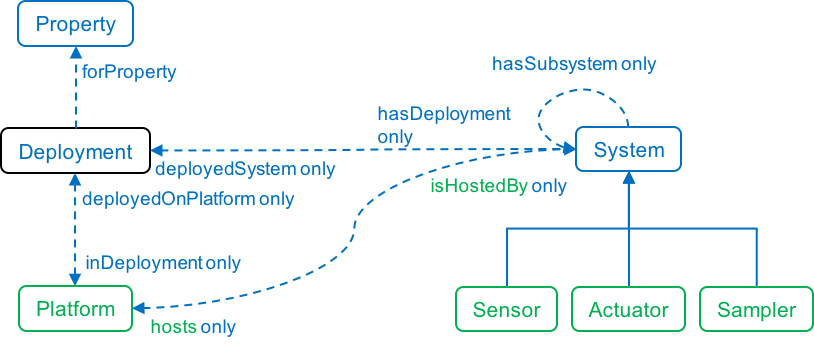 Property
forProperty
hasSubsystem only
hasDeployment
only
Deployment
System
deployedSystem only
deployedOnPlatform only
isHostedBy only
inDeployment only
Platform
hosts only
Sensor
Actuator
Sampler